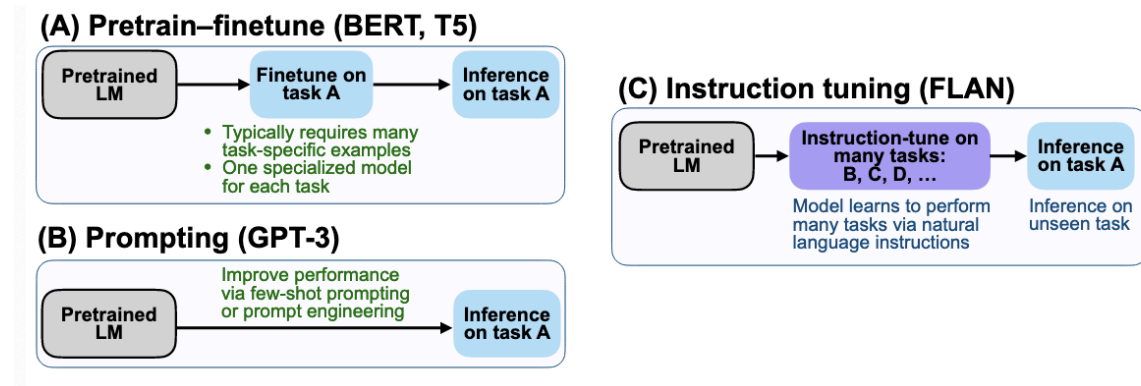 (A) Pretrain–finetune (BERT, T5)
Pretrained
LM
Finetune on
task A
Inference
on task A
• Typically requires many
task-specific examples
• One specialized model
for each task
(B) Prompting (GPT-3)
Improve performance
via few-shot prompting
or prompt engineering
Pretrained
LM
Inference
on task A
(C) Instruction tuning (FLAN)
Pretrained
LM
Instruction-tune on
many tasks:
B, C, D, …
Inference
on task A
Model learns to perform
many tasks via natural
language instructions
Inference on
unseen task